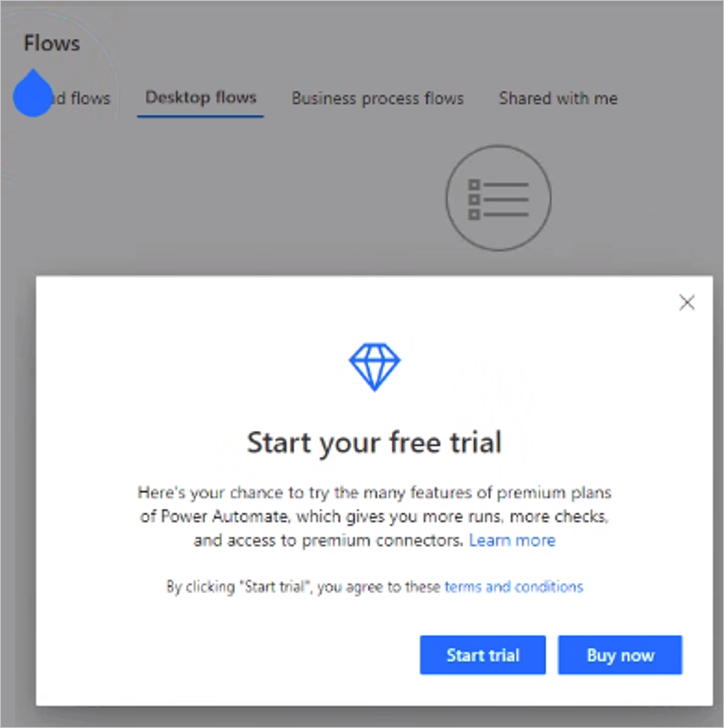 Flows
d flows Desktop flows Business process flows Shared with me
Start your free trial
Here's your chance to try the many features of premium plans
of Power Automate, which gives you more runs, more checks,
and access to premium connectors. Learn more
By clicking "Start trial", you agree to these terms and conditions
Start trial Buy now